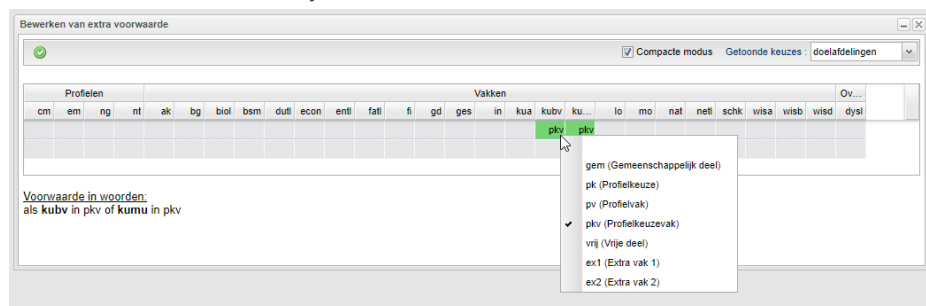 Bewerken van extra voorwaarde
Compacte modus Getoonde keuzes : doelafdelingen
Profielen Vakken Ov...
cm em ng nt ak bg biol bsm dutl econ entl fatl fi gd ges in kua kubv ku... lo mo nat netl schk wisa wisb wisd dysl
pkv pkv
gem (Gemeenschappelijk deel)
pk (Profielkeuze)
pv (Profielvak)
pkv (Profielkeuzevak)
vrij (Vrije deel)
ex1 (Extra vak 1)
ex2 (Extra vak 2)
Voorwaarde in woorden:
als kubv in pkv of kumu in pkv